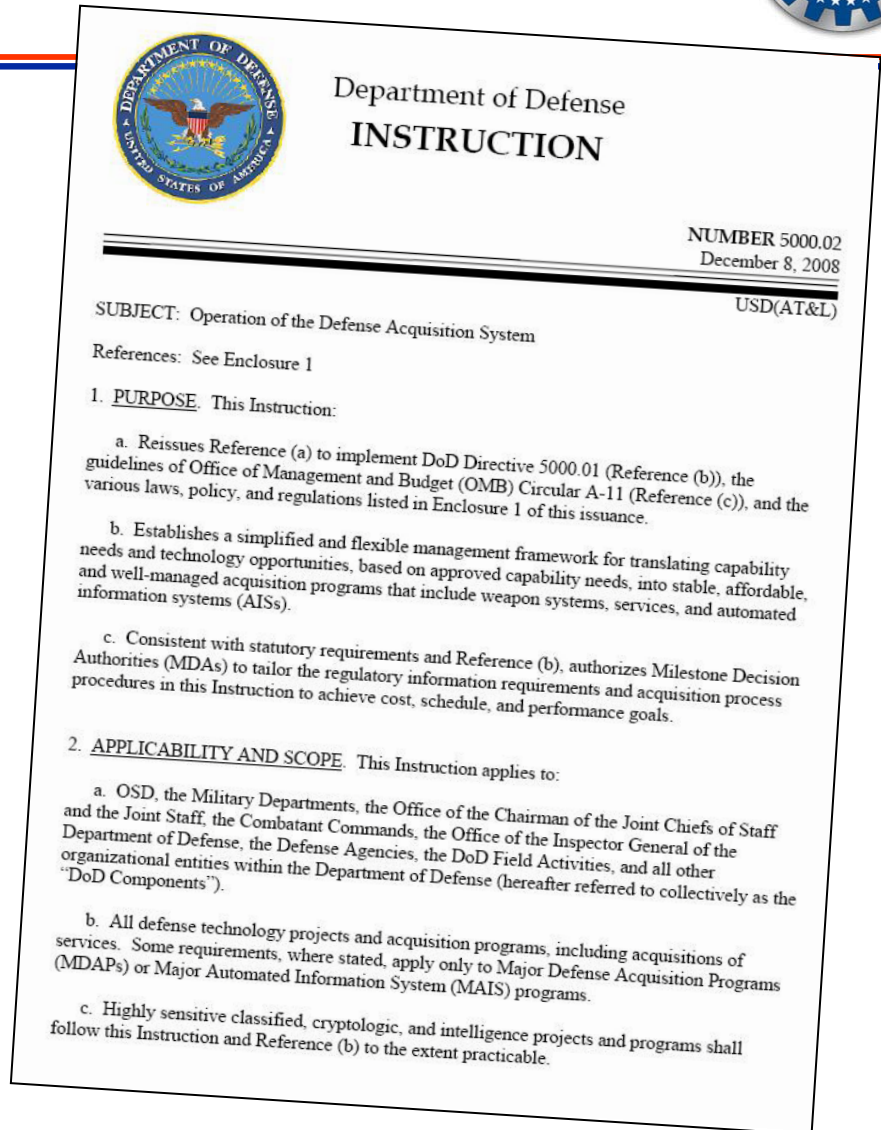 DEPARTMENT OF DEFENSE
UNITED STATES OF AMERICA
Department of Defense
INSTRUCTION
NUMBER 5000.02
December 8, 2008
USD(AT&L)
SUBJECT: Operation of the Defense Acquisition System
References: See Enclosure 1
1. PURPOSE. This Instruction:
a. Reissues Reference (a) to implement DoD Directive 5000.01 (Reference (b)), the
guidelines of Office of Management and Budget (OMB) Circular A-11 (Reference (c)), and the
various laws, policy, and regulations listed in Enclosure 1 of this issuance.
b. Establishes a simplified and flexible management framework for translating capability
needs and technology opportunities, based on approved capability needs, into stable, affordable,
and well-managed acquisition programs that include weapon systems, services, and automated
information systems (AISs).
c. Consistent with statutory requirements and Reference (b), authorizes Milestone Decision
Authorities (MDAs) to tailor the regulatory information requirements and acquisition process
procedures in this Instruction to achieve cost, schedule, and performance goals.
2. APPLICABILITY AND SCOPE. This Instruction applies to:
a. OSD, the Military Departments, the Office of the Chairman of the Joint Chiefs of Staff
and the Joint Staff, the Combatant Commands, the Office of the Inspector General of the
Department of Defense, the Defense Agencies, the DoD Field Activities, and all other
organizational entities within the Department of Defense (hereafter referred to collectively as the
“DoD Components”).
b. All defense technology projects and acquisition programs, including acquisitions of
services. Some requirements, where stated, apply only to Major Defense Acquisition Programs
(MDAPs) or Major Automated Information System (MAIS) programs.
c. Highly sensitive classified, cryptologic, and intelligence projects and programs shall
follow this Instruction and Reference (b) to the extent practicable.